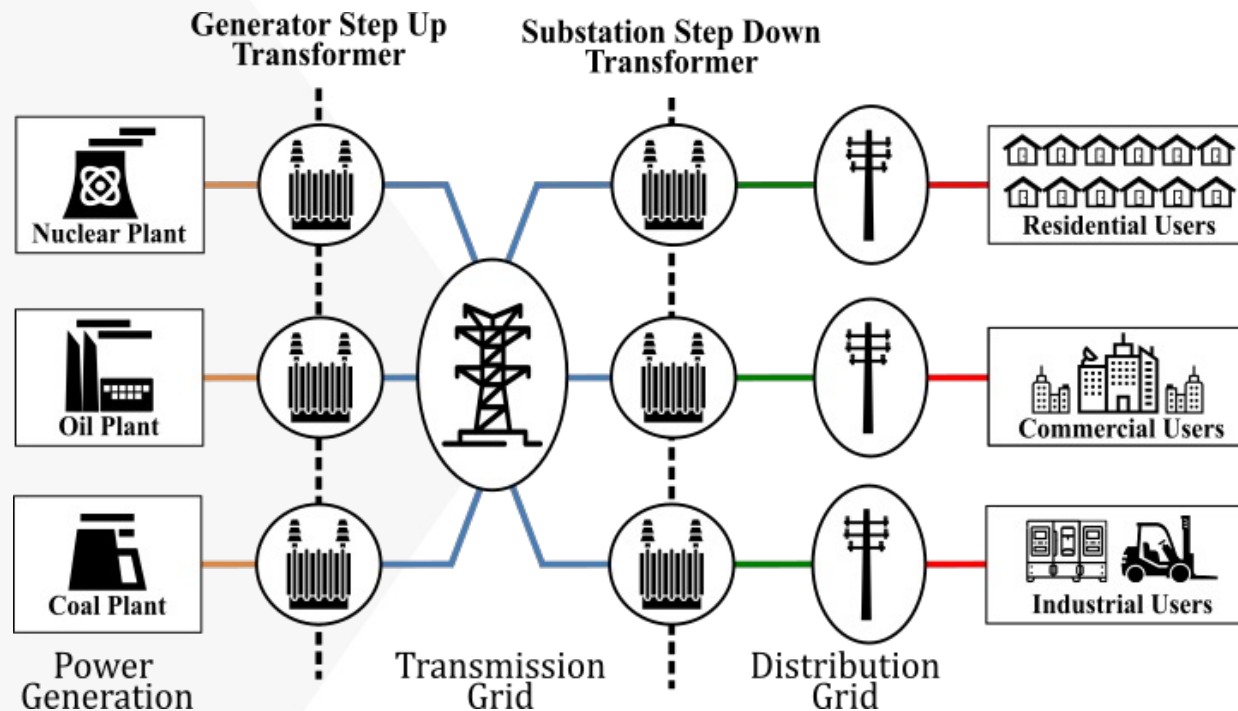 Generator Step Up
Transformer
Substation Step Down
Transformer
Nuclear Plant
Residential Users
Oil Plant
Commercial Users
Coal Plant
Industrial Users
Power
Generation
Transmission
Grid
Distribution
Grid